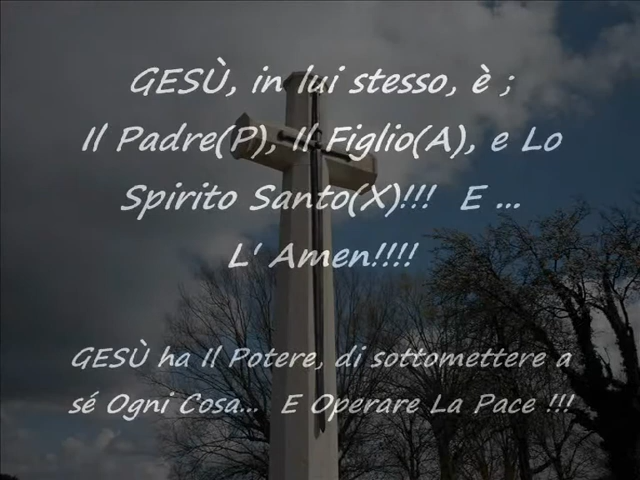 GESÙ, in lui stesso, è ;
Il Padre(P), Il Figlio(A), e Lo
Spirito Santo(X)!!! E ...
L' Amen!!!!
GESÙ ha Il Potere, di sottomettere a
sé Ogni Cosa... E Operare La Pace !!!